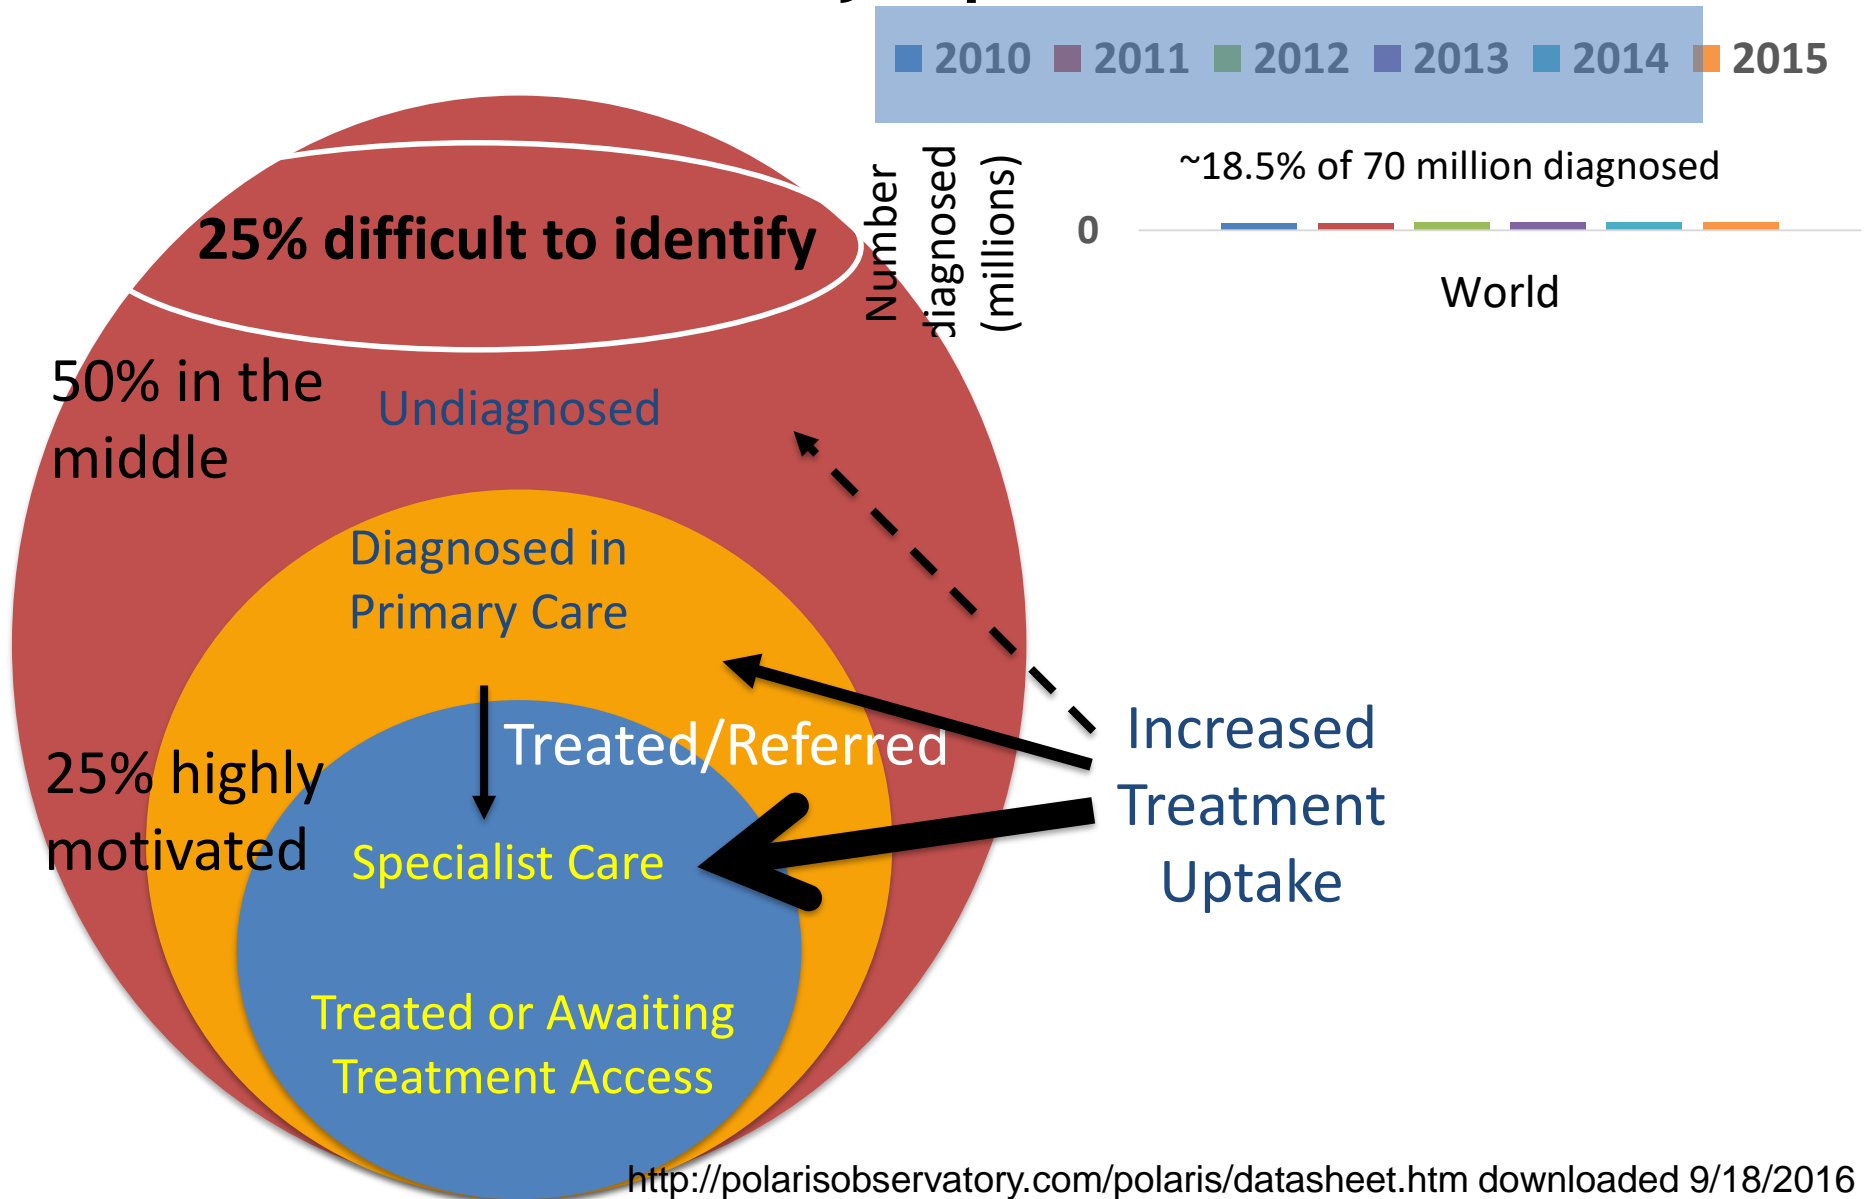 2010 2011 2012 2013 2014 2015
Number
diagnosed
(millions)
~18.5% of 70 million diagnosed
0
World
25% difficult to identify
50% in the
middle
Undiagnosed
Diagnosed in
Primary Care
Treated/Referred
25% highly
motivated
Specialist Care
Treated or Awaiting
Treatment Access
Increased
Treatment
Uptake
http://polarisobservatory.com/polaris/datasheet.htm downloaded 9/18/2016